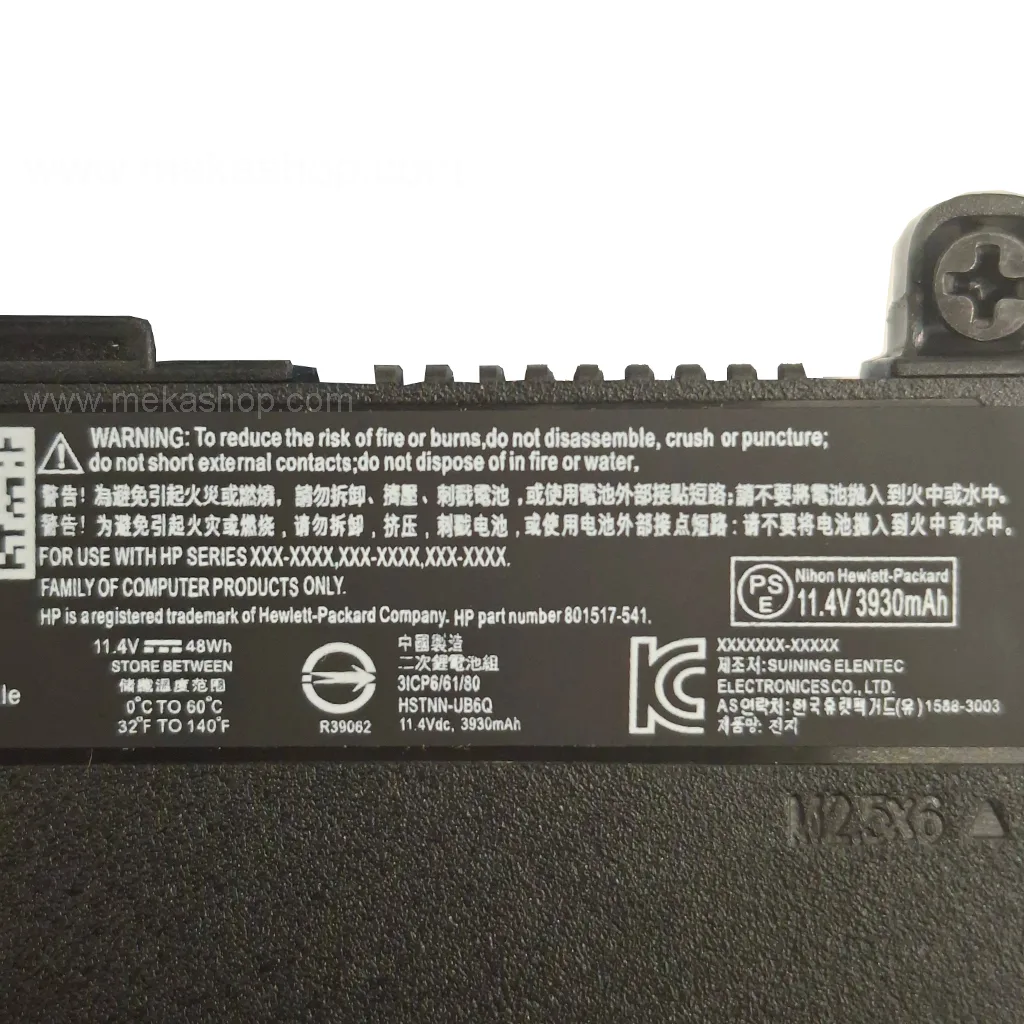 www.mekashop.com
www.mekashop.com
WARNING: To reduce the risk of fire or burns,do not disassemble, crush or puncture;
do not short external contacts;do not dispose of in fire or water,
警告!為避免引起火災或燃燒，請勿拆卸、擠壓、刺戳電池,或使用電池外部接點短路;請不要將電池拋入到火中或水中。
警告!为避免引起火灾或燃烧,请勿拆卸,挤压,刺戳电池,或使用电池外部接点短路:请不要将电池抛入到火中或水中。
FOR USE WITH HP SERIES XXX-XXXX,XXX-XXXX,XXX-XXXX.
FAMILY OF COMPUTER PRODUCTS ONLY.
HP is a registered trademark of Hewlett-Packard Company. HP part number 801517-541.
PS E
Nihon Hewlett-Packard
11.4V 3930mAh
le
11.4V 48Wh
STORE BETWEEN
储藏温度范围
0°C TO 60°C
32°F TO 140°F
R39062
中國製造
二次鋰電池組
3ICP6/61/80
HSTNN-UB6Q
11.4Vdc, 3930mAh
XXXXXXX-XXXXX
제조자:SUINING ELENTEC
ELECTRONICES CO., LTD.
AS연락처:한국휴렛팩커드(유)1588-3003
제품명: 전지
M2.5X6